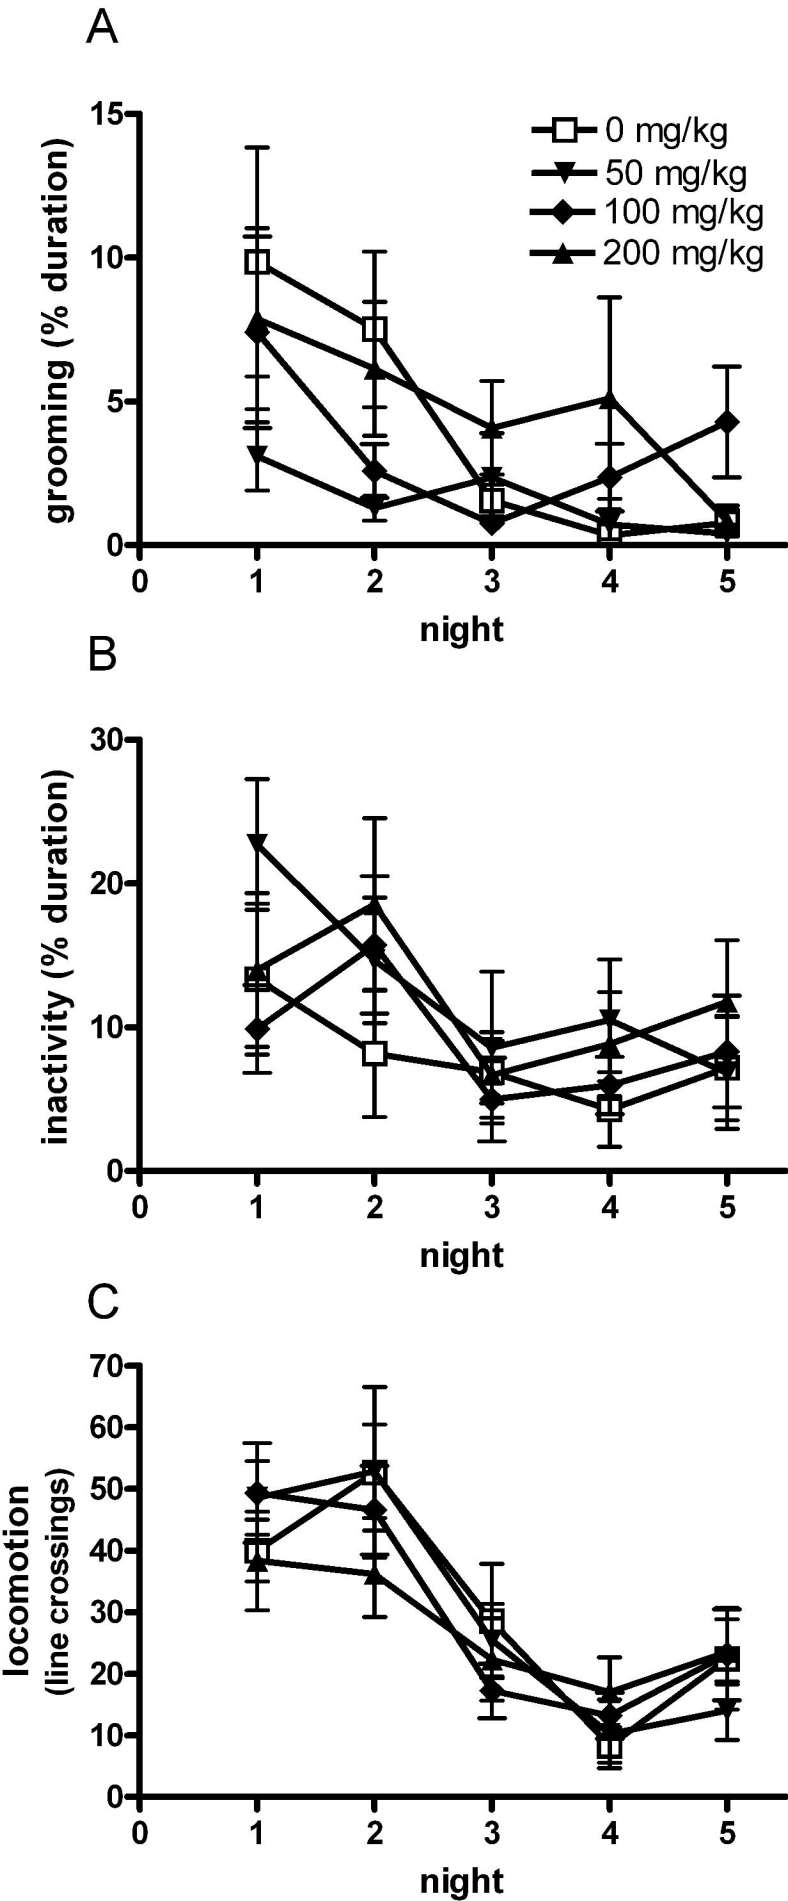 A
15
10
5
0
grooming (% duration)
0 mg/kg
50 mg/kg
100 mg/kg
200 mg/kg
0 1 2 3 4 5
night
B
30
20
10
0
inactivity (% duration)
0 1 2 3 4 5
night
C
70
60
50
40
30
20
10
0
locomotion
(line crossings)
0 1 2 3 4 5
night